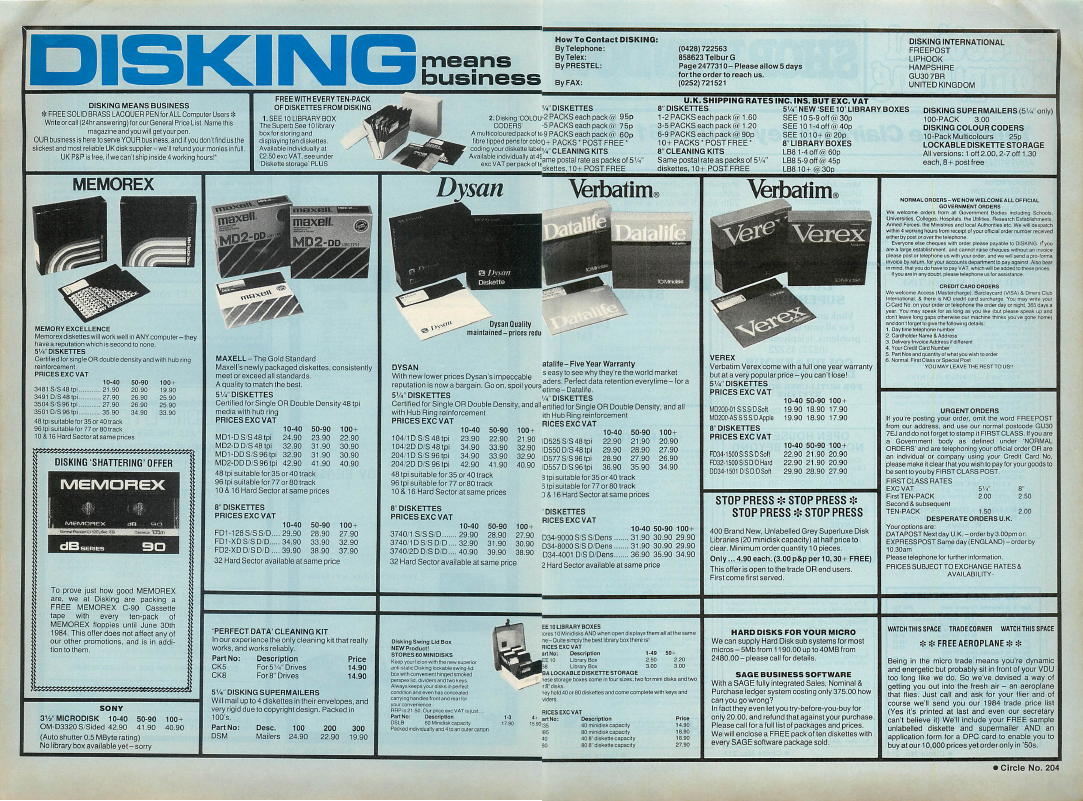 DISKING means business
How To Contact DISKING:
By Telephone: (0428) 722563
By Telex: 858623 Telbur G
By PRESTEL: Page 2477310 – Please allow 5 days
for the order to reach us.
By FAX: (0252) 721521
DISKING INTERNATIONAL
FREEPOST
LIPHOOK
HAMPSHIRE
GU30 7BR
UNITED KINGDOM
DISKING MEANS BUSINESS
✻ FREE SOLID BRASS LACQUER PEN for ALL Computer Users ✻
Write or call (24hr answering) for our General Price List. Name this
magazine and you will get your pen.
OUR business is here to serve YOUR business, and if you don't find us the
slickest and most reliable UK disk supplier – we'll refund your monies in full.
UK P&P is free, if we can't ship inside 4 working hours!*
FREE WITH EVERY TEN-PACK
OF DISKETTES FROM DISKING
1. SEE 10 LIBRARY BOX
The Superb See 10 library
box for storing and
displaying ten diskettes.
Available individually at
£2.50 exc VAT. see under
'Diskette storage' PLUS
2. Disking 'COLOU
CODERS'
A multicoloured pack of te
fibre tipped pens for colo
coding your diskette label
Available individually at 49
exc VAT per pack of te
U.K. SHIPPING RATES INC. INS. BUT EXC. VAT
¼" DISKETTES
2 PACKS each pack @ 95p
5 PACKS each pack @ 75p
9 PACKS each pack @ 60p
+ PACKS * POST FREE *
¼" CLEANING KITS
me postal rate as packs of 5¼"
skettes, 10+ POST FREE
8" DISKETTES
1-2 PACKS each pack @ 1.60
3-5 PACKS each pack @ 1.20
6-9 PACKS each pack @ 90p
10+ PACKS * POST FREE *
8" CLEANING KITS
Same postal rate as packs of 5¼"
diskettes, 10+ POST FREE
5¼" NEW 'SEE 10' LIBRARY BOXES
SEE 10 5-9 off @ 30p
SEE 10 1-4 off @ 40p
SEE 10 10+ @ 20p
8" LIBRARY BOXES
LB8 1-4 off @ 60p
LB8 5-9 off @ 45p
LB8 10+ @ 30p
DISKING SUPERMAILERS (5¼" only)
100-PACK 3.00
DISKING COLOUR CODERS
10-Pack Multicolours 25p
LOCKABLE DISKETTE STORAGE
All versions: 1 off 2.00, 2-7 off 1.30
each, 8+ post free
MEMOREX
MEMORY EXCELLENCE
Memorex diskettes will work well in ANY computer – they
have a reputation which is second to none.
5¼" DISKETTES
Certified for single OR double density and with hub ring
reinforcement
PRICES EXC VAT
10-40 50-90 100+
3481 S/S 48 tpi 21.90 20.90 19.90
3491 D/S 48 tpi 27.90 26.90 25.90
3504 S/S 96 tpi 27.90 26.90 25.90
3501 D/S 96 tpi 35.90 34.90 33.90
48 tpi suitable for 35 or 40 track
96 tpi suitable for 77 or 80 track
10 & 16 Hard Sector at same prices
DISKING 'SHATTERING' OFFER
MEMOREX
MEMOREX dB 90
dB SERIES 90
To prove just how good MEMOREX
are, we at Disking are packing a
FREE MEMOREX C-90 Cassette
tape with every ten-pack of
MEMOREX floppies until June 30th
1984. This offer does not affect any of
our other promotions, and is in addi-
tion to them.
SONY
3½" MICRODISK 10-40 50-90 100+
OM-D3320 S/Sided 42.90 41.90 40.90
(Auto shutter 0.5 MByte rating)
No library box available yet – sorry
maxell
MD2-DD
maxell
MD2-DD
maxell
MAXELL – The Gold Standard
Maxell's newly packaged diskettes, consistently
meet or exceed all standards.
A quality to match the best.
5¼" DISKETTES
Certified for Single OR Double Density 48 tpi
media with hub ring
PRICES EXC VAT
10-40 50-90 100+
MD1-D S/S 48 tpi 24.90 23.90 22.90
MD2-D D/S 48 tpi 32.90 31.90 30.90
MD1-DD S/S 96 tpi 32.90 31.90 30.90
MD2-DD D/S 96 tpi 42.90 41.90 40.90
48 tpi suitable for 35 or 40 track
96 tpi suitable for 77 or 80 track
10 & 16 Hard Sector at same prices
8" DISKETTES
PRICES EXC VAT
10-40 50-90 100+
FD1-128 S/S S/D 29.90 28.90 27.90
FD1-XD S/S D/D 34.90 33.90 32.90
FD2-XD D/S D/D 39.90 38.90 37.90
32 Hard Sector available at same price
'PERFECT DATA' CLEANING KIT
In our experience the only cleaning kit that really
works, and works reliably.
Part No: Description Price
CK5 For 5¼" Drives 14.90
CK8 For 8" Drives 14.90
5¼" DISKING SUPERMAILERS
Will mail up to 4 diskettes in their envelopes, and
very rigid due to copyright design. Packed in
100's.
Part No: Desc. 100 200 300
DSM Mailers 24.90 22.90 19.90
Dysan
Dysan
Diskette
Dysan
Dysan Quality
maintained – prices redu
DYSAN
With new lower prices Dysan's impeccable
reputation is now a bargain. Go on, spoil yours
5¼" DISKETTES
Certified for Single OR Double Density, and all
with Hub Ring reinforcement
PRICES EXC VAT
10-40 50-90 100+
104/1D S/S 48 tpi 23.90 22.90 21.90
104/2D D/S 48 tpi 34.90 33.90 32.90
204/1D S/S 96 tpi 34.90 33.90 32.90
204/2D D/S 96 tpi 42.90 41.90 40.90
48 tpi suitable for 35 or 40 track
96 tpi suitable for 77 or 80 track
10 & 16 Hard Sector at same prices
8" DISKETTES
PRICES EXC VAT
10-40 50-90 100+
3740/1 S/S S/D 29.90 28.90 27.90
3740/1D S/S D/D 32.90 31.90 30.90
3740/2D D/S D/D 40.90 39.90 38.90
32 Hard Sector available at same price
Disking Swing Lid Box
NEW Product!
STORES 60 MINIDISKS
Keep your lid on with the new superior
anti-static Disking lockable swing-lid
box with convenient hinged smoked
perspex lid, dividers and two keys.
Always keeps your disks in perfect
condition and even has concealed
carrying handles front and rear for
your convenience.
RRP is 21.50. Our price exc VAT is just
Part No: Description 1-3 4+
DSLB 60 Minidisk capacity 17.90
Packed individually and 4 to an outer carton
Verbatim®
Datalife
Datalife
atalife – Five Year Warranty
s easy to see why they're the world market
aders. Perfect data retention everytime – for a
etime – Datalife.
¼" DISKETTES
ertified for Single OR Double Density, and all
ith Hub Ring reinforcement
RICES EXC VAT
10-40 50-90 100+
D525 S/S 48 tpi 22.90 21.90 20.90
D550 D/S 48 tpi 29.90 28.90 27.90
D577 S/S 96 tpi 28.90 27.90 26.90
D557 D/S 96 tpi 36.90 35.90 34.90
8 tpi suitable for 35 or 40 track
6 tpi suitable for 77 or 80 track
0 & 16 Hard Sector at same prices
DISKETTES
RICES EXC VAT
10-40 50-90 100+
D34-9000 S/S S/Dens 31.90 30.90 29.90
D34-8000 S/S D/Dens 31.90 30.90 29.90
D34-4001 D/S D/Dens 36.90 35.90 34.90
2 Hard Sector available at same price
EE 10 LIBRARY BOXES
ores 10 Minidisks AND when open displays them all at the same
me – Quite simply the best library box there is!
RICES EXC VAT
art No: Description 1-49 50+
EE 10 Library Box 2.50 2.20
Library Box 3.00 3.00
LOCKABLE DISKETTE STORAGE
hese storage boxes come in four sizes, two for mini disks and two
r 8" disks.
hey hold 40 or 80 diskettes and come complete with keys and
viders.
RICES EXC VAT
art No: Description Price
40 minidisk capacity 14.90
80 minidisk capacity 18.90
40 8" diskette capacity 18.90
80 8" diskette capacity 27.90
Verbatim®
Vere
Verex
Verex
VEREX
Verbatim Verex come with a full one year warranty
but at a very popular price – you can't lose!
5¼" DISKETTES
PRICES EXC VAT
10-40 50-90 100+
MD200-01 S/S S/D Soft 19.90 18.90 17.90
MD200-AS S/S S/D Apple 19.90 18.90 17.90
8" DISKETTES
PRICES EXC VAT
10-40 50-90 100+
FD34-1500 S/S S/D Soft 22.90 21.90 20.90
FD32-1500 S/S S/D Hard 22.90 21.90 20.90
DD34-1501 D/S D/D Soft 29.90 28.90 27.90
STOP PRESS ✻ STOP PRESS ✻
STOP PRESS ✻ STOP PRESS
400 Brand New, Unlabelled Grey Superluxe Disk
Libraries (20 minidisk capacity) at half price to
clear. Minimum order quantity 10 pieces.
Only ... 4.90 each. (3.00 p&p per 10, 30+ FREE)
This offer is open to the trade OR end users.
First come first served.
HARD DISKS FOR YOUR MICRO
We can supply Hard Disk sub systems for most
micros – 5Mb from 1190.00 up to 40MB from
2480.00 – please call for details.
SAGE BUSINESS SOFTWARE
With a SAGE fully integrated Sales, Nominal &
Purchase ledger system costing only 375.00 how
can you go wrong?
In fact they even let you try-before-you-buy for
only 20.00, and refund that against your purchase.
Please call for a full list of packages and prices.
We will enclose a FREE pack of ten diskettes with
every SAGE software package sold.
NORMAL ORDERS – WE NOW WELCOME ALL OFFICIAL
GOVERNMENT ORDERS
We welcome orders from all Government Bodies including Schools,
Universities, Colleges, Hospitals, the Utilities, Research Establishments,
Armed Forces, the Ministries and local Authorities etc. We will despatch
within 4 working hours from receipt of your official order number received
either by post or over the telephone.
Everyone else cheques with order please payable to DISKING. If you
are a large establishment, and cannot raise cheques without an invoice
please post or telephone us with your order, and we will send a pro-forma
invoice by return, for your accounts department to pay against. Also bear
in mind, that you do have to pay VAT, which will be added to these prices.
If you are in any doubt, please telephone us for assistance.
CREDIT CARD ORDERS
We welcome Access (Mastercharge), Barclaycard (VISA) & Diners Club
International, & there is NO credit card surcharge. You may write your
C/Card No. on your order or telephone the order day or night, 365 days a
year. You may speak for as long as you like (but please speak up and
don't leave long gaps otherwise our machine thinks you've gone home)
and don't forget to give the following details:
1. Day time telephone number
2. Cardholder Name & Address
3. Delivery/Invoice Address if different
4. Your Credit Card Number
5. Part Nos and quantity of what you wish to order
6. Normal, First Class or Special Post
YOU MAY LEAVE THE REST TO US!!
URGENT ORDERS
If you're posting your order, omit the word FREEPOST
from our address, and use our normal postcode GU30
7EJ and do not forget to stamp it FIRST CLASS. If you are
a Government body as defined under 'NORMAL
ORDERS' and are telephoning your official order OR are
an individual or company using your Credit Card No,
please make it clear that you wish to pay for your goods to
be sent to you by FIRST CLASS POST.
FIRST CLASS RATES
EXC VAT 5¼" 8"
First TEN-PACK 2.00 2.50
Second & subsequent
TEN-PACK 1.50 2.00
DESPERATE ORDERS U.K.
Your options are:
DATAPOST Next day U.K. – order by 3.00pm or:
EXPRESSPOST Same day (ENGLAND) – order by
10.30am
Please telephone for further information.
PRICES SUBJECT TO EXCHANGE RATES &
AVAILABILITY
WATCH THIS SPACE TRADE CORNER WATCH THIS SPACE
✻ ✻ FREE AEROPLANE ✻ ✻
Being in the micro trade means you're dynamic
and energetic but probably sit in front of your VDU
too long like we do. So we've devised a way of
getting you out into the fresh air – an aeroplane
that flies. Just call and ask for your flier and of
course we'll send you our 1984 trade price list
(Yes it's printed at last and even our secretary
can't believe it) We'll include your FREE sample
unlabelled diskette and supermailer AND an
application form for a DPC card to enable you to
buy at our 10,000 prices yet order only in '50s.
● Circle No. 204